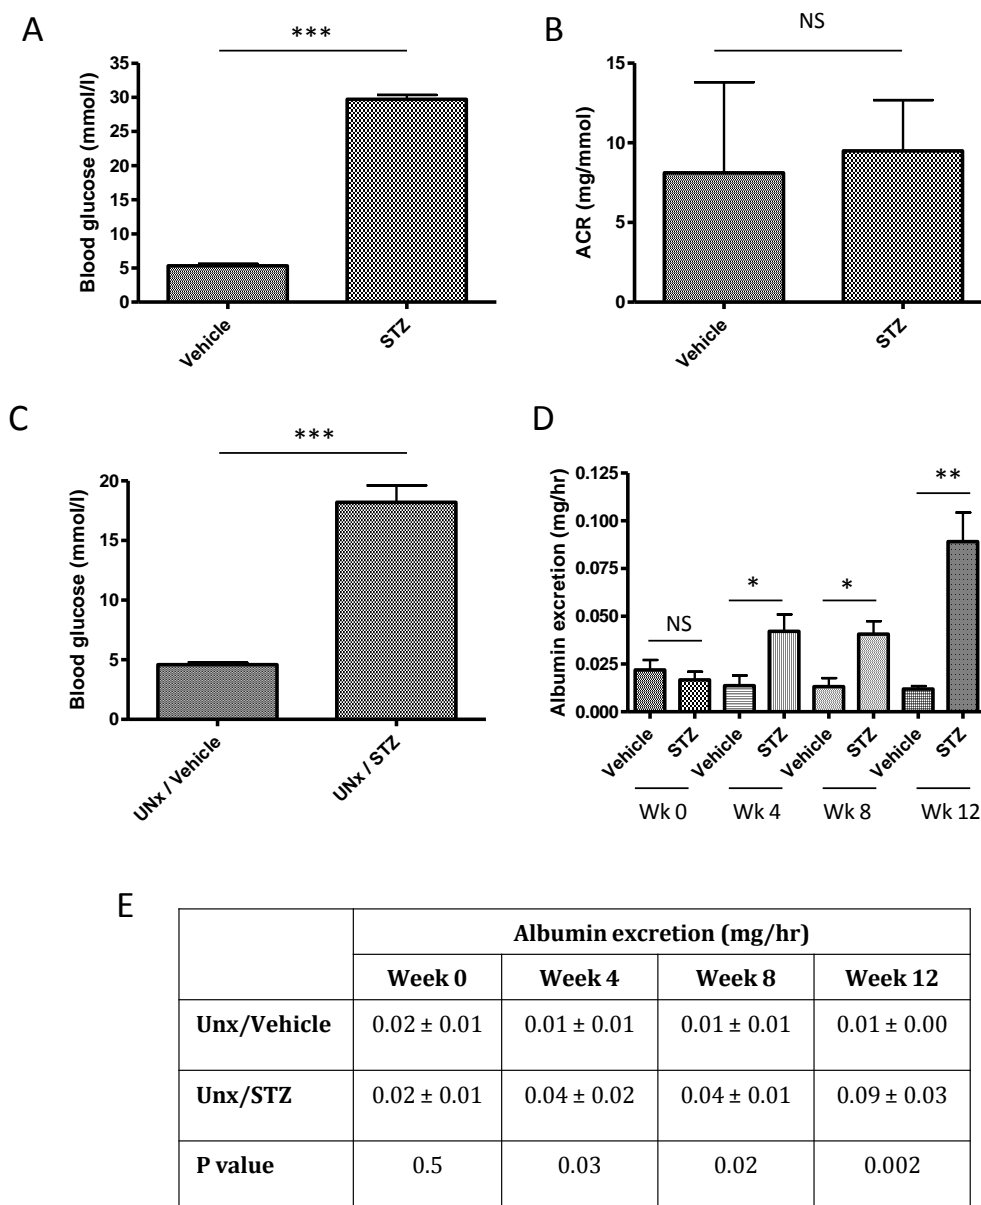 A
***
Blood glucose (mmol/l)
35
30
25
20
15
10
5
0
Vehicle
STZ
B
NS
ACR (mg/mmol)
15
10
5
0
Vehicle
STZ
C
***
Blood glucose (mmol/l)
20
15
10
5
0
UNx / Vehicle
UNx / STZ
D
Albumin excretion (mg/hr)
0.125
0.100
0.075
0.050
0.025
0.000
NS
*
*
**
Vehicle
STZ
Vehicle
STZ
Vehicle
STZ
Vehicle
STZ
Wk 0
Wk 4
Wk 8
Wk 12
E
Albumin excretion (mg/hr)
Week 0 Week 4 Week 8 Week 12
Unx/Vehicle 0.02 ± 0.01 0.01 ± 0.01 0.01 ± 0.01 0.01 ± 0.00
Unx/STZ 0.02 ± 0.01 0.04 ± 0.02 0.04 ± 0.01 0.09 ± 0.03
P value 0.5 0.03 0.02 0.002